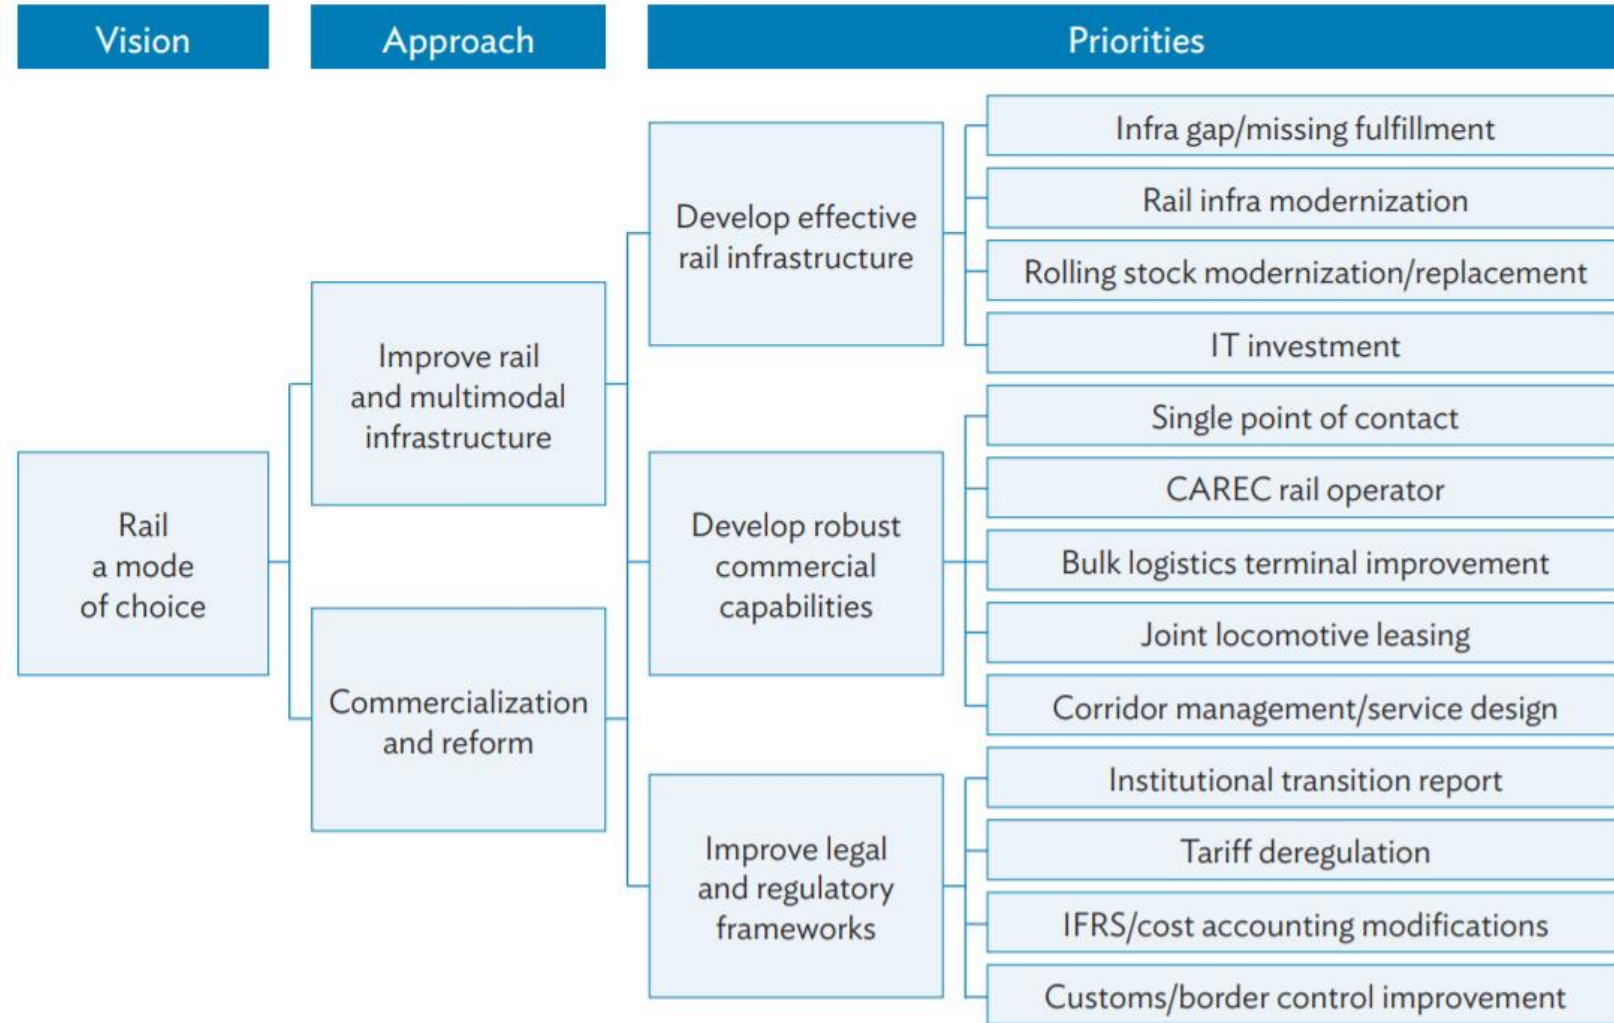 Vision
Approach
Priorities
Rail
a mode
of choice
Improve rail
and multimodal
infrastructure
Commercialization
and reform
Develop effective
rail infrastructure
Infra gap/missing fulfillment
Rail infra modernization
Rolling stock modernization/replacement
IT investment
Develop robust
commercial
capabilities
Single point of contact
CAREC rail operator
Bulk logistics terminal improvement
Joint locomotive leasing
Corridor management/service design
Improve legal
and regulatory
frameworks
Institutional transition report
Tariff deregulation
IFRS/cost accounting modifications
Customs/border control improvement